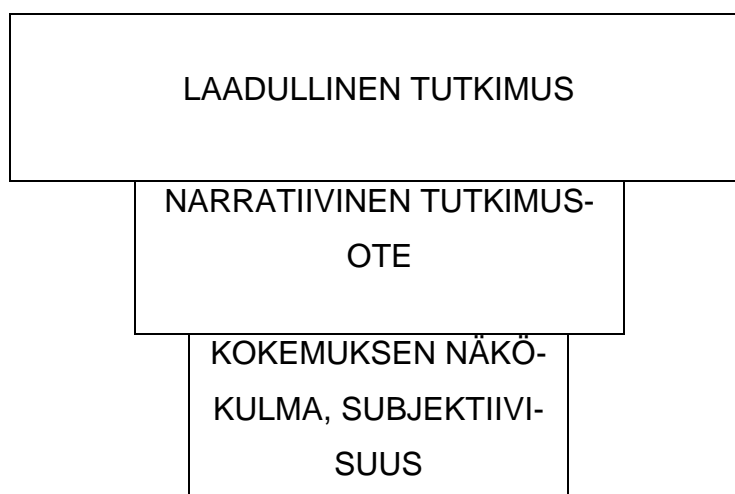 LAADULLINEN TUTKIMUS
NARRATIIVINEN TUTKIMUS-
OTE
KOKEMUKSEN NÄKÖ-
KULMA, SUBJEKTIIVI-
SUUS